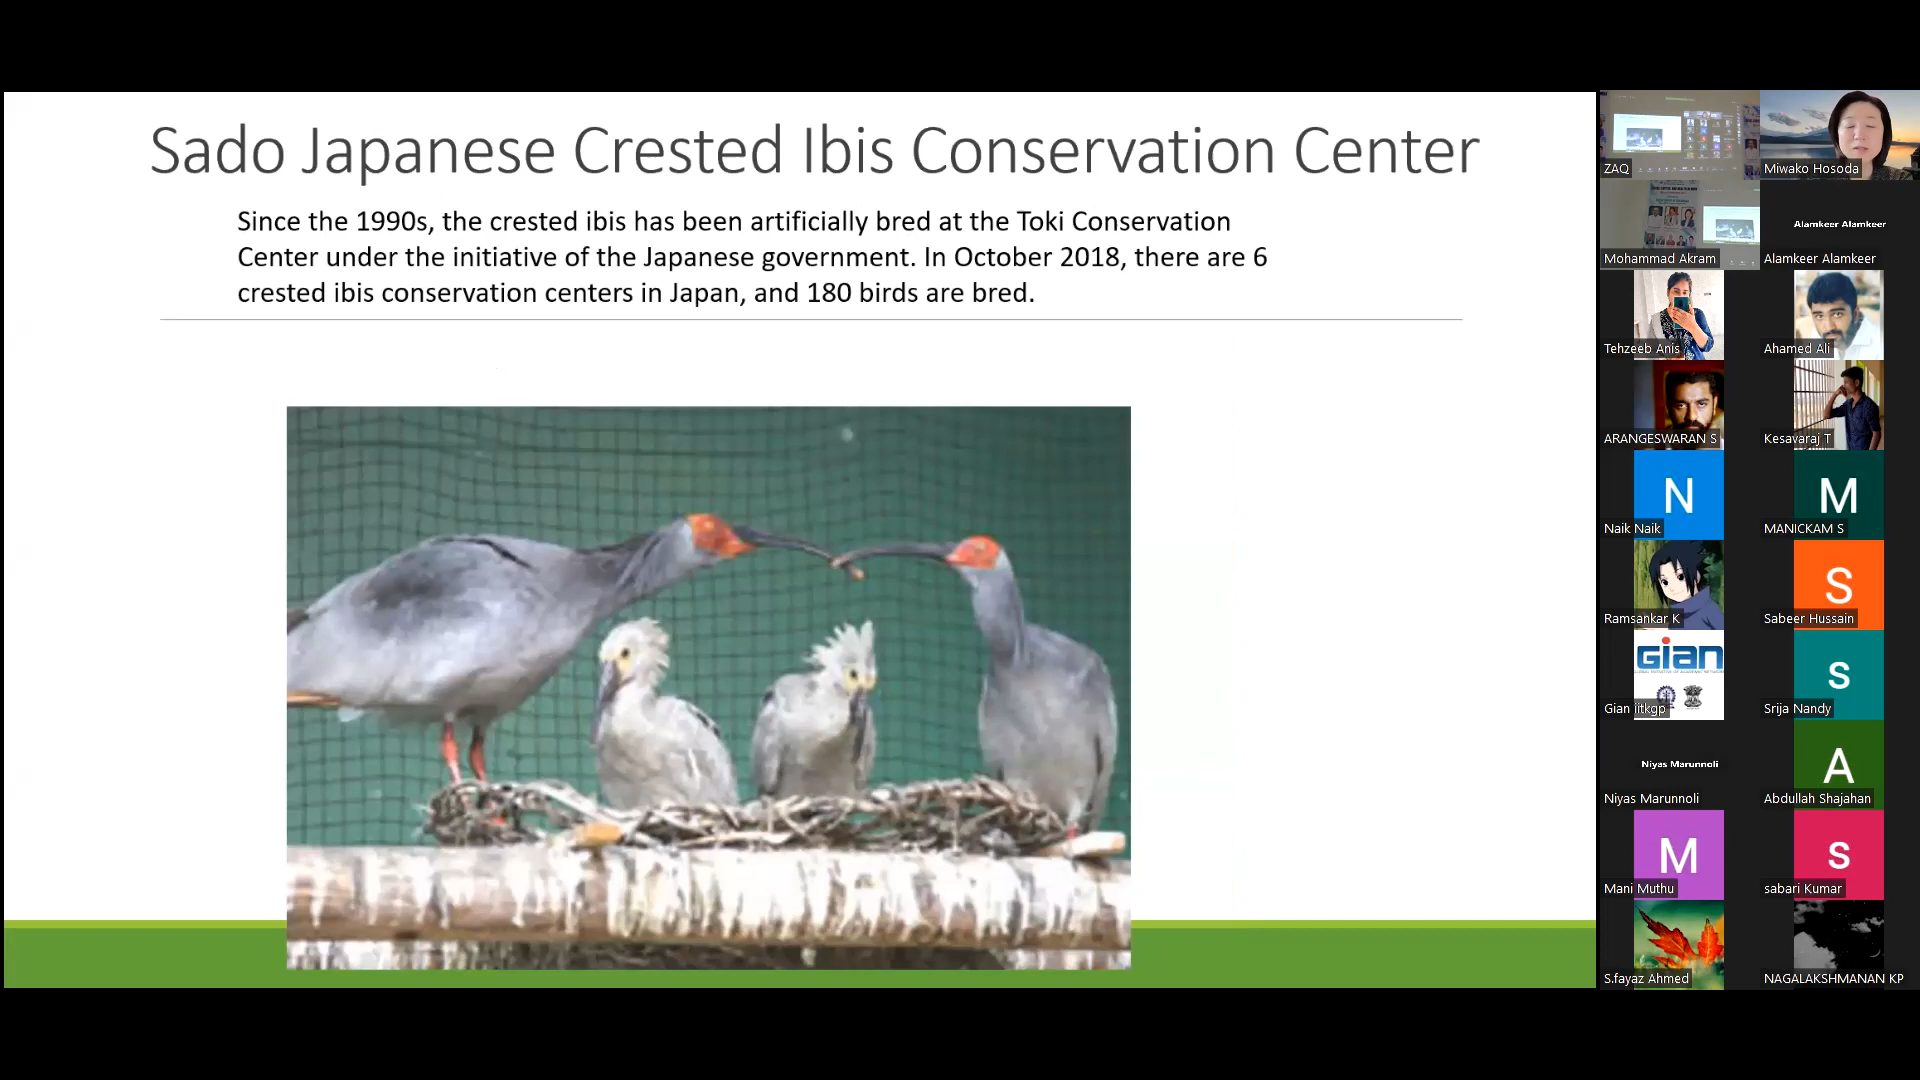 Sado Japanese Crested Ibis Conservation Center
Since the 1990s, the crested ibis has been artificially bred at the Toki Conservation
Center under the initiative of the Japanese government. In October 2018, there are 6
crested ibis conservation centers in Japan, and 180 birds are bred.
ZAQ
Miwako Hosoda
Mohammad Akram
Alamkeer Alamkeer
Alamkeer Alamkeer
Tehzeeb Anis
Ahamed Ali
ARANGESWARAN S
Kesavaraj T
N
Naik Naik
M
MANICKAM S
Ramsankar K
S
Sabeer Hussain
Gian
Gian iitkgp
s
Srija Nandy
Niyas Marunnoli
Niyas Marunnoli
A
Abdullah Shajahan
M
Mani Muthu
s
sabari Kumar
S.fayaz Ahmed
NAGALAKSHMANAN KP